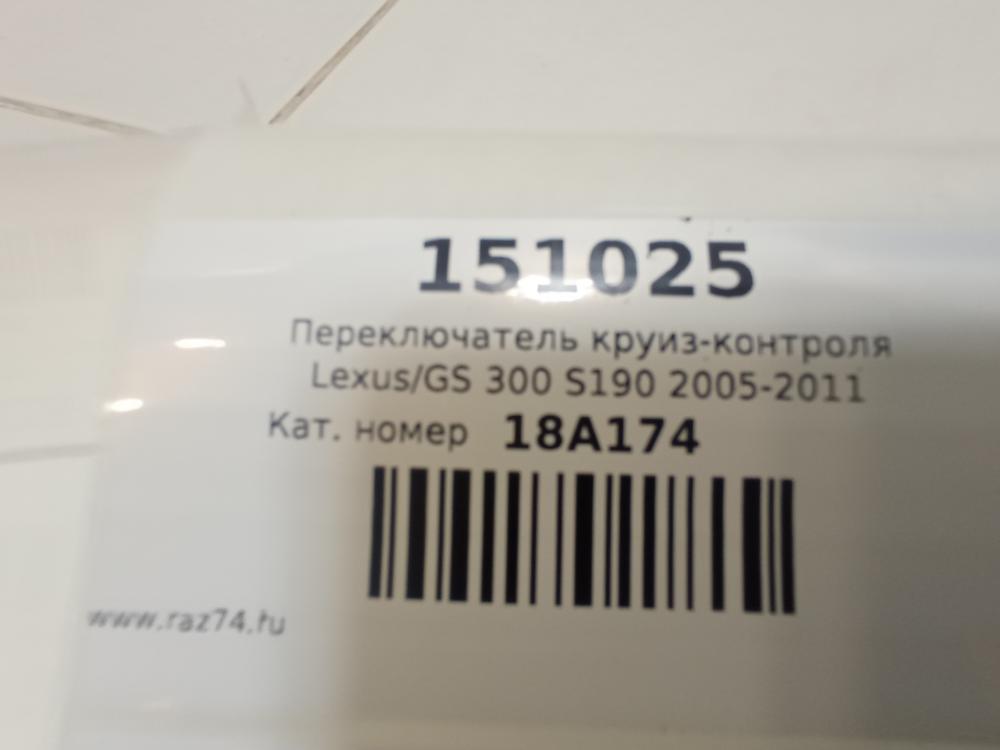 151025
Переключатель круиз-контроля
Lexus/GS 300 S190 2005-2011
Кат. номер 18A174
www.raz74.ru